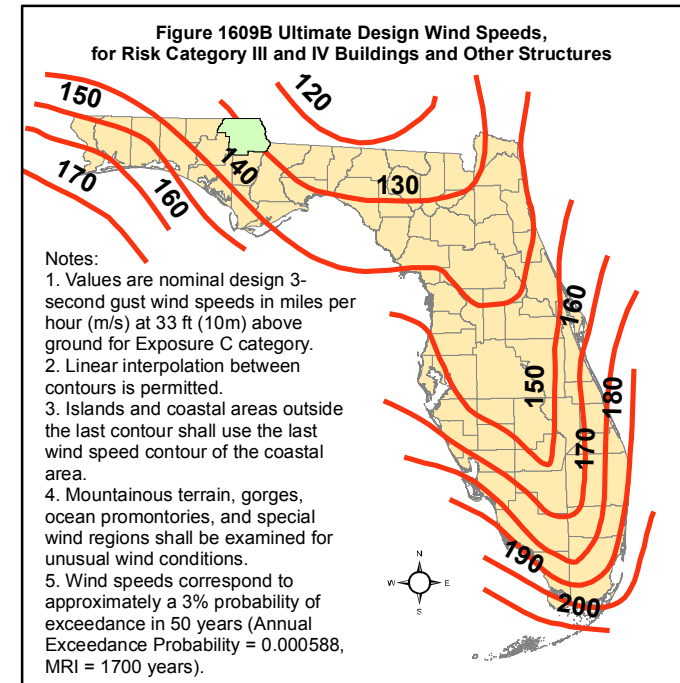 Figure 1609B Ultimate Design Wind Speeds,
for Risk Category III and IV Buildings and Other Structures
150
120
140
130
170
160
Notes:
1. Values are nominal design 3-
second gust wind speeds in miles per
hour (m/s) at 33 ft (10m) above
ground for Exposure C category.
2. Linear interpolation between
contours is permitted.
3. Islands and coastal areas outside
the last contour shall use the last
wind speed contour of the coastal
area.
4. Mountainous terrain, gorges,
ocean promontories, and special
wind regions shall be examined for
unusual wind conditions.
5. Wind speeds correspond to
approximately a 3% probability of
exceedance in 50 years (Annual
Exceedance Probability = 0.000588,
MRI = 1700 years).
160
150
180
170
190
200
N
W
E
S